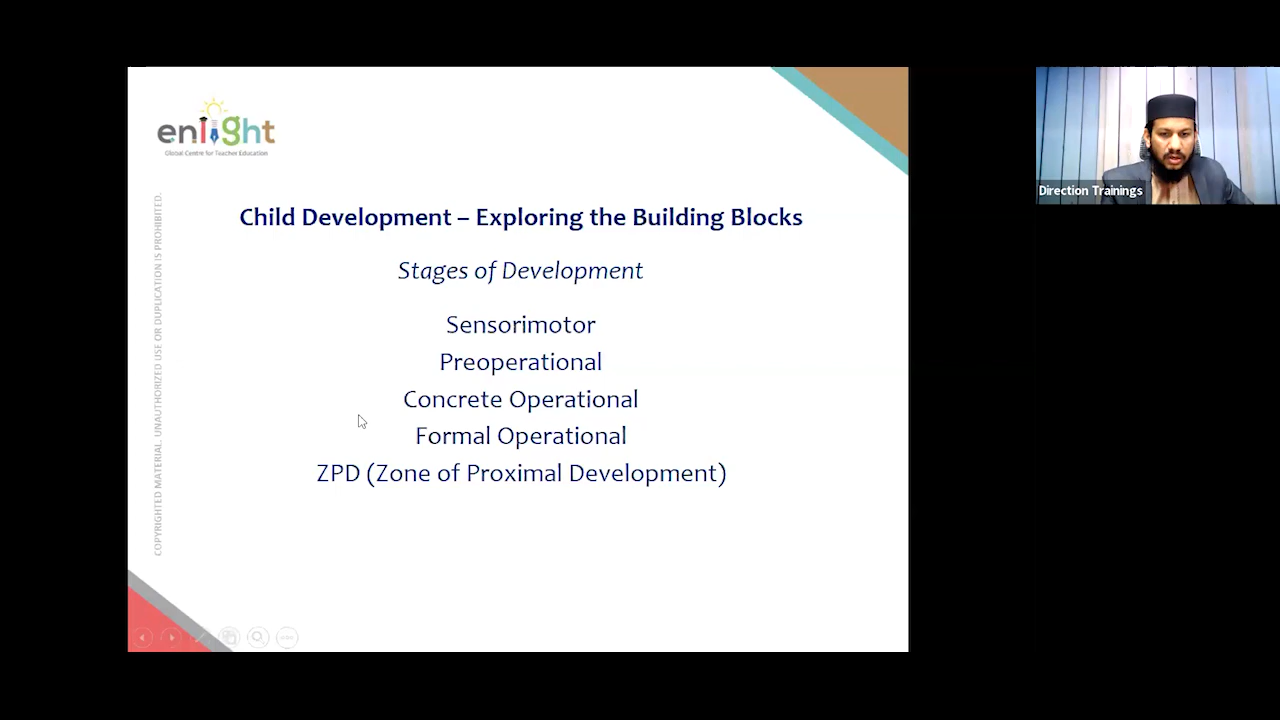 enlight
Global Centre for Teacher Education
COPYRIGHTED MATERIAL. UNAUTHORIZED USE OR DUPLICATION IS PROHIBITED.
Child Development – Exploring the Building Blocks
Stages of Development
Sensorimotor
Preoperational
Concrete Operational
Formal Operational
ZPD (Zone of Proximal Development)
Direction Trainings